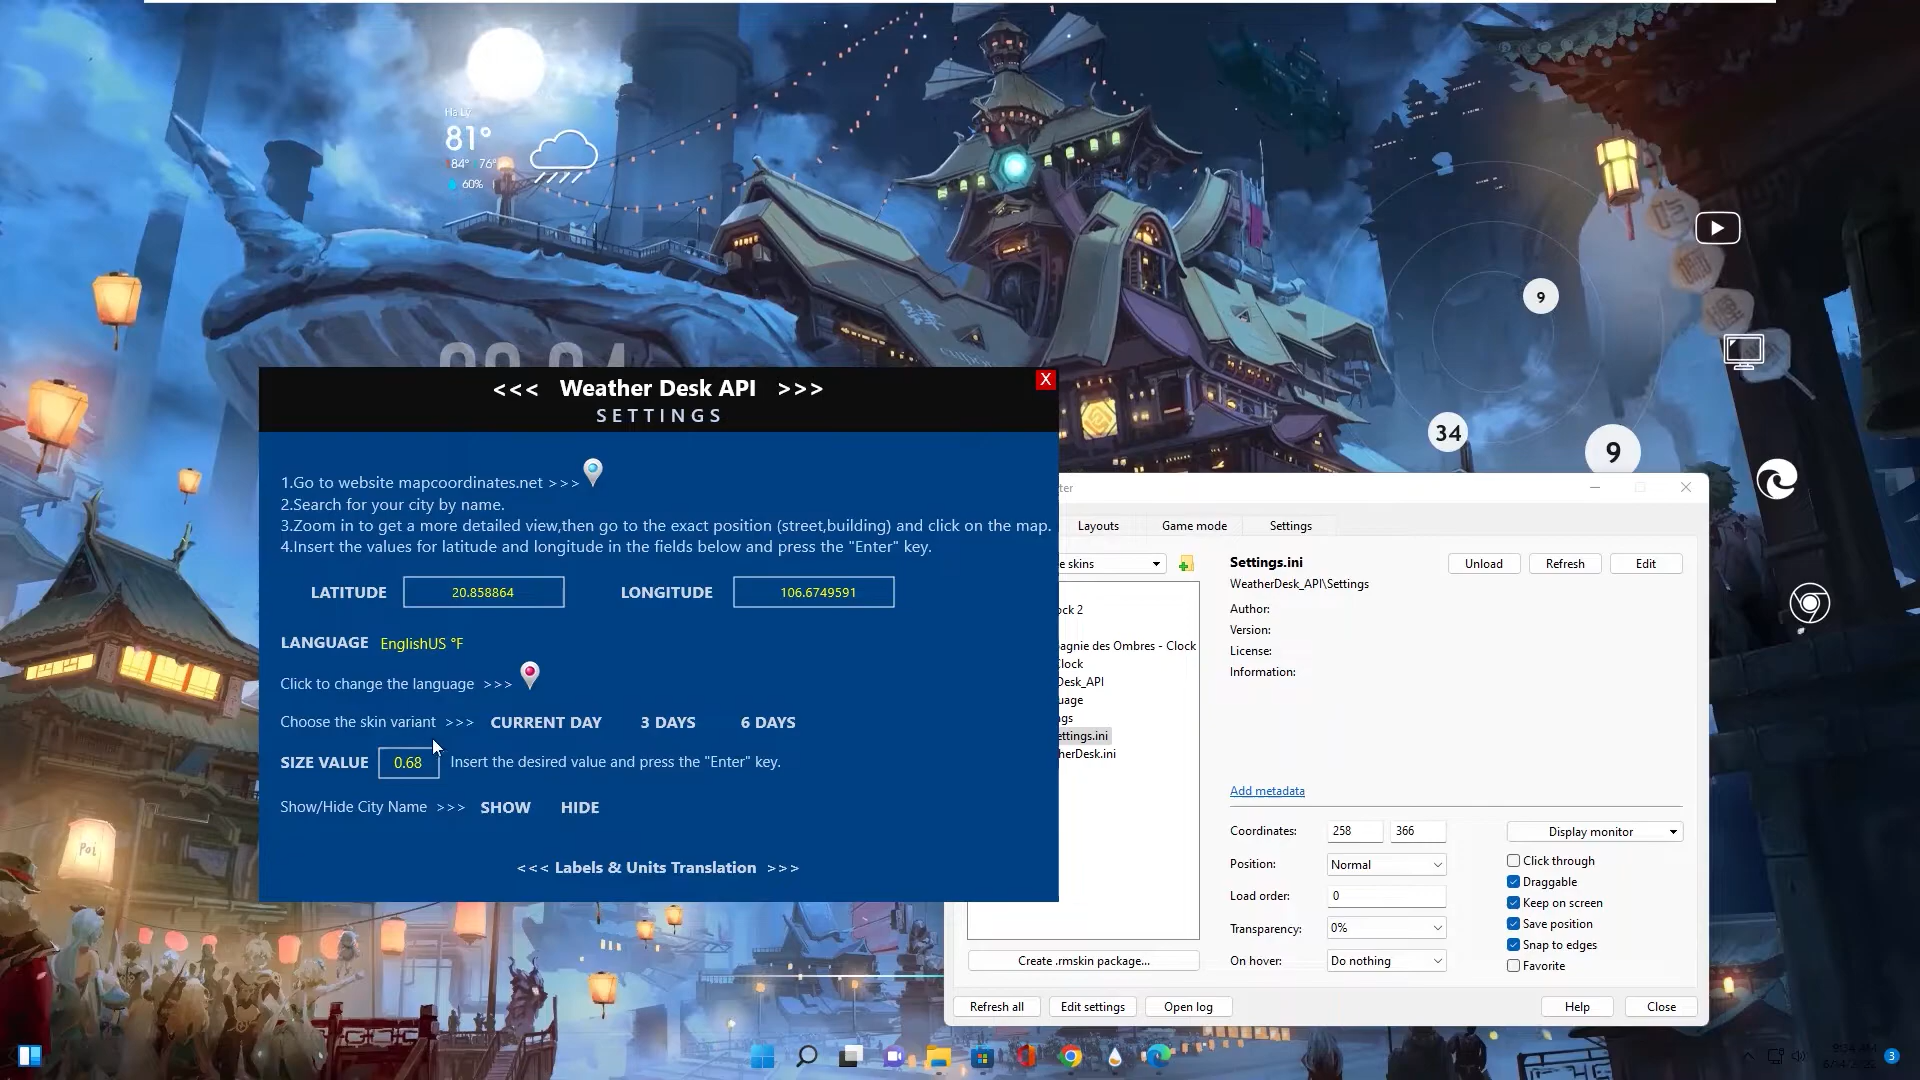 Ha Ly
81°
84° 76°
60%
9
34
9
<<< Weather Desk API >>>
X
SETTINGS
1.Go to website mapcoordinates.net >>>
2.Search for your city by name.
3.Zoom in to get a more detailed view,then go to the exact position (street,building) and click on the map.
4.Insert the values for latitude and longitude in the fields below and press the "Enter" key.
LATITUDE 20.858864 LONGITUDE 106.6749591
LANGUAGE EnglishUS °F
Click to change the language >>>
Choose the skin variant >>> CURRENT DAY 3 DAYS 6 DAYS
SIZE VALUE 0.68 Insert the desired value and press the "Enter" key.
Show/Hide City Name >>> SHOW HIDE
<<< Labels & Units Translation >>>
Layouts Game mode Settings
e skins
ock 2
agnie des Ombres - Clock
Clock
Desk_API
uage
gs
ettings.ini
herDesk.ini
Create .rmskin package...
Settings.ini Unload Refresh Edit
WeatherDesk_API\Settings
Author:
Version:
License:
Information:
Add metadata
Coordinates: 258 366 Display monitor
Position: Normal
Load order: 0
Transparency: 0%
On hover: Do nothing
Click through
Draggable
Keep on screen
Save position
Snap to edges
Favorite
Refresh all Edit settings Open log Help Close
Poi
3